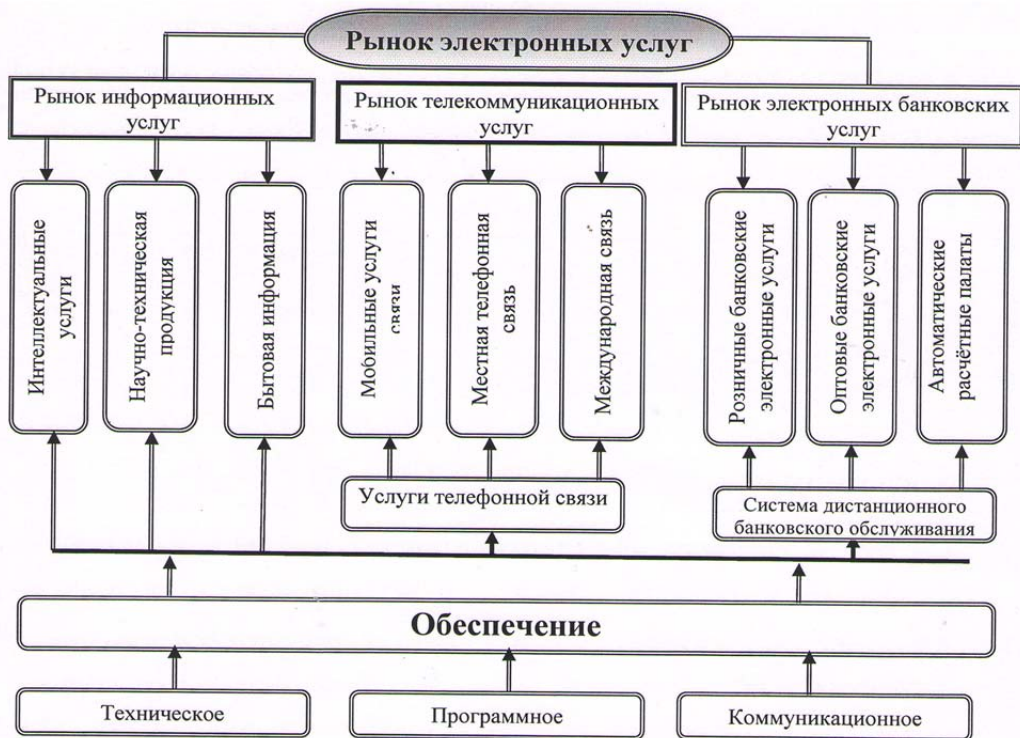 Рынок электронных услуг
Рынок информационных
услуг
Рынок телекоммуникационных
услуг
Рынок электронных банковских
услуг
Интеллектуальные
услуги
Научно-техническая
продукция
Бытовая информация
Мобильные услуги
связи
Местная телефонная
связь
Международная связь
Розничные банковские
электронные услуги
Оптовые банковские
электронные услуги
Автоматические
расчётные палаты
Услуги телефонной связи
Система дистанционного
банковского обслуживания
Обеспечение
Техническое
Программное
Коммуникационное